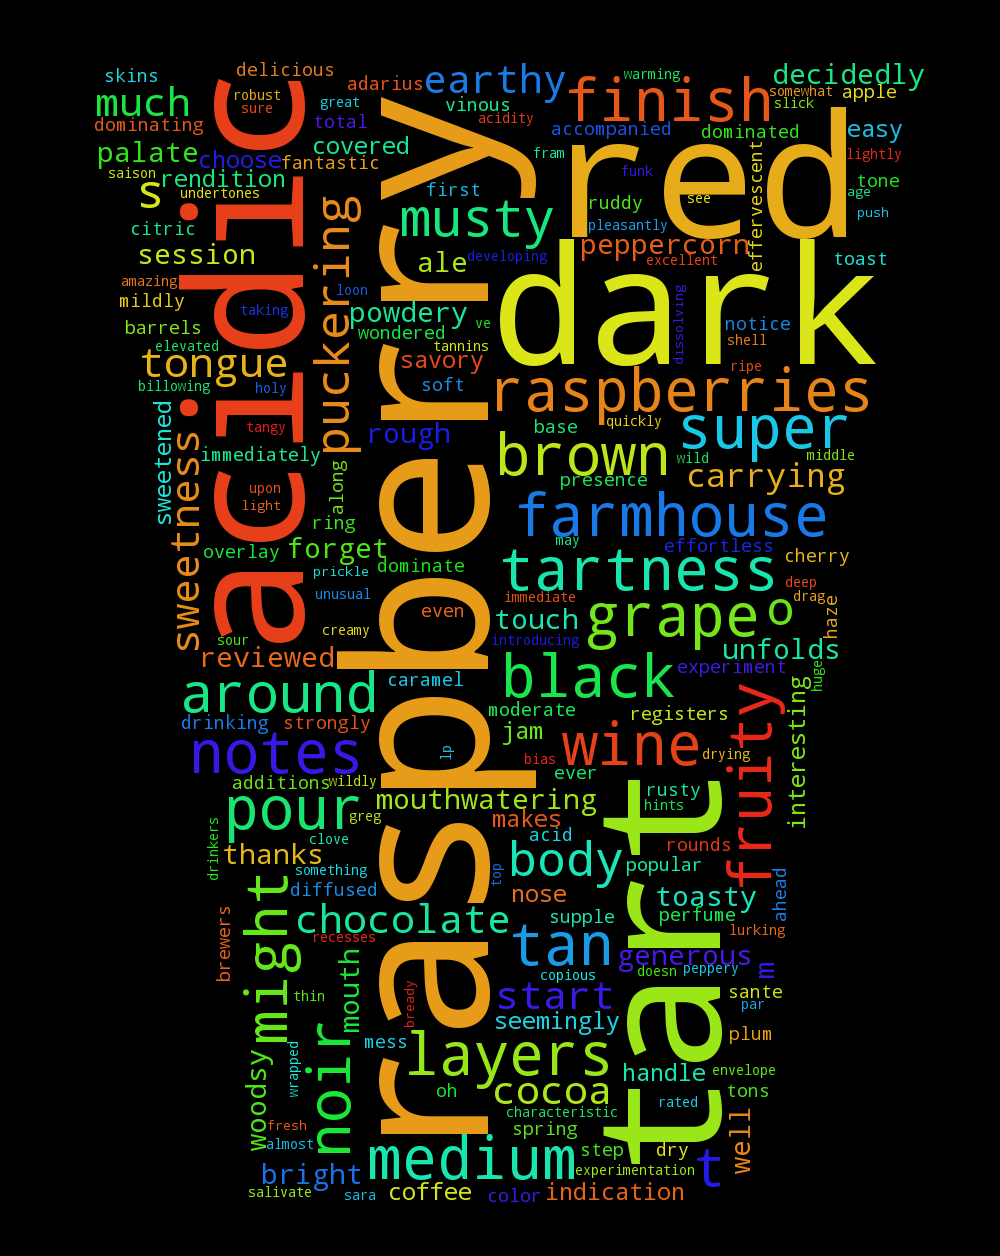 skins
delicious
adarius
earthy
warming
decidedly
much
robust
sure
great
vinous
finish
somewhat
apple
slick
dominating
total
acidity
accompanied
dominated
easy
palate
choose
fantastic
covered
fram
red
lightly
saison
rendition
undertones
s
first
funk
see
effervescent
tone
age
acidic
puckering
raspberry
musty
ruddy
pleasantly
push
citric
session
ale
developing
peppercorn
excellent
toast
amazing
mildly
taking
loon
powdery
ve
dark
dissolving
notice
barrels
wondered
tannins
shell
elevated
tongue
savory
ripe
billowing
holy
soft
raspberries
sweetened
tangy
rough
base
quickly
super
sweetness
immediately
brown
wild
middle
upon
along
presence
carrying
light
ring
farmhouse
overlay
forget
may
effortless
cherry
dominate
tartness
prickle
unusual
immediate
deep
drag
even
touch
grape
o
haze
creamy
sour
introducing
unfolds
reviewed
black
experiment
huge
around
caramel
moderate
registers
fruity
interesting
drinking
strongly
jam
wine
notes
lp
bias
drying
additions
wildly
ever
tart
rusty
pour
greg
mouthwatering
hints
drinkers
clove
makes
acid
rounds
thanks
something
body
popular
diffused
top
nose
toasty
ahead
might
chocolate
supple
perfume
brewers
recesses
tan
lurking
mouth
generous
m
copious
doesn
peppery
thin
bready
start
sante
par
noir
seemingly
plum
woodsy
wrapped
mess
layers
handle
envelope
oh
cocoa
tons
characteristic
rated
fresh
spring
well
almost
medium
step
dry
bright
experimentation
t
salivate
sara
coffee
color
indication